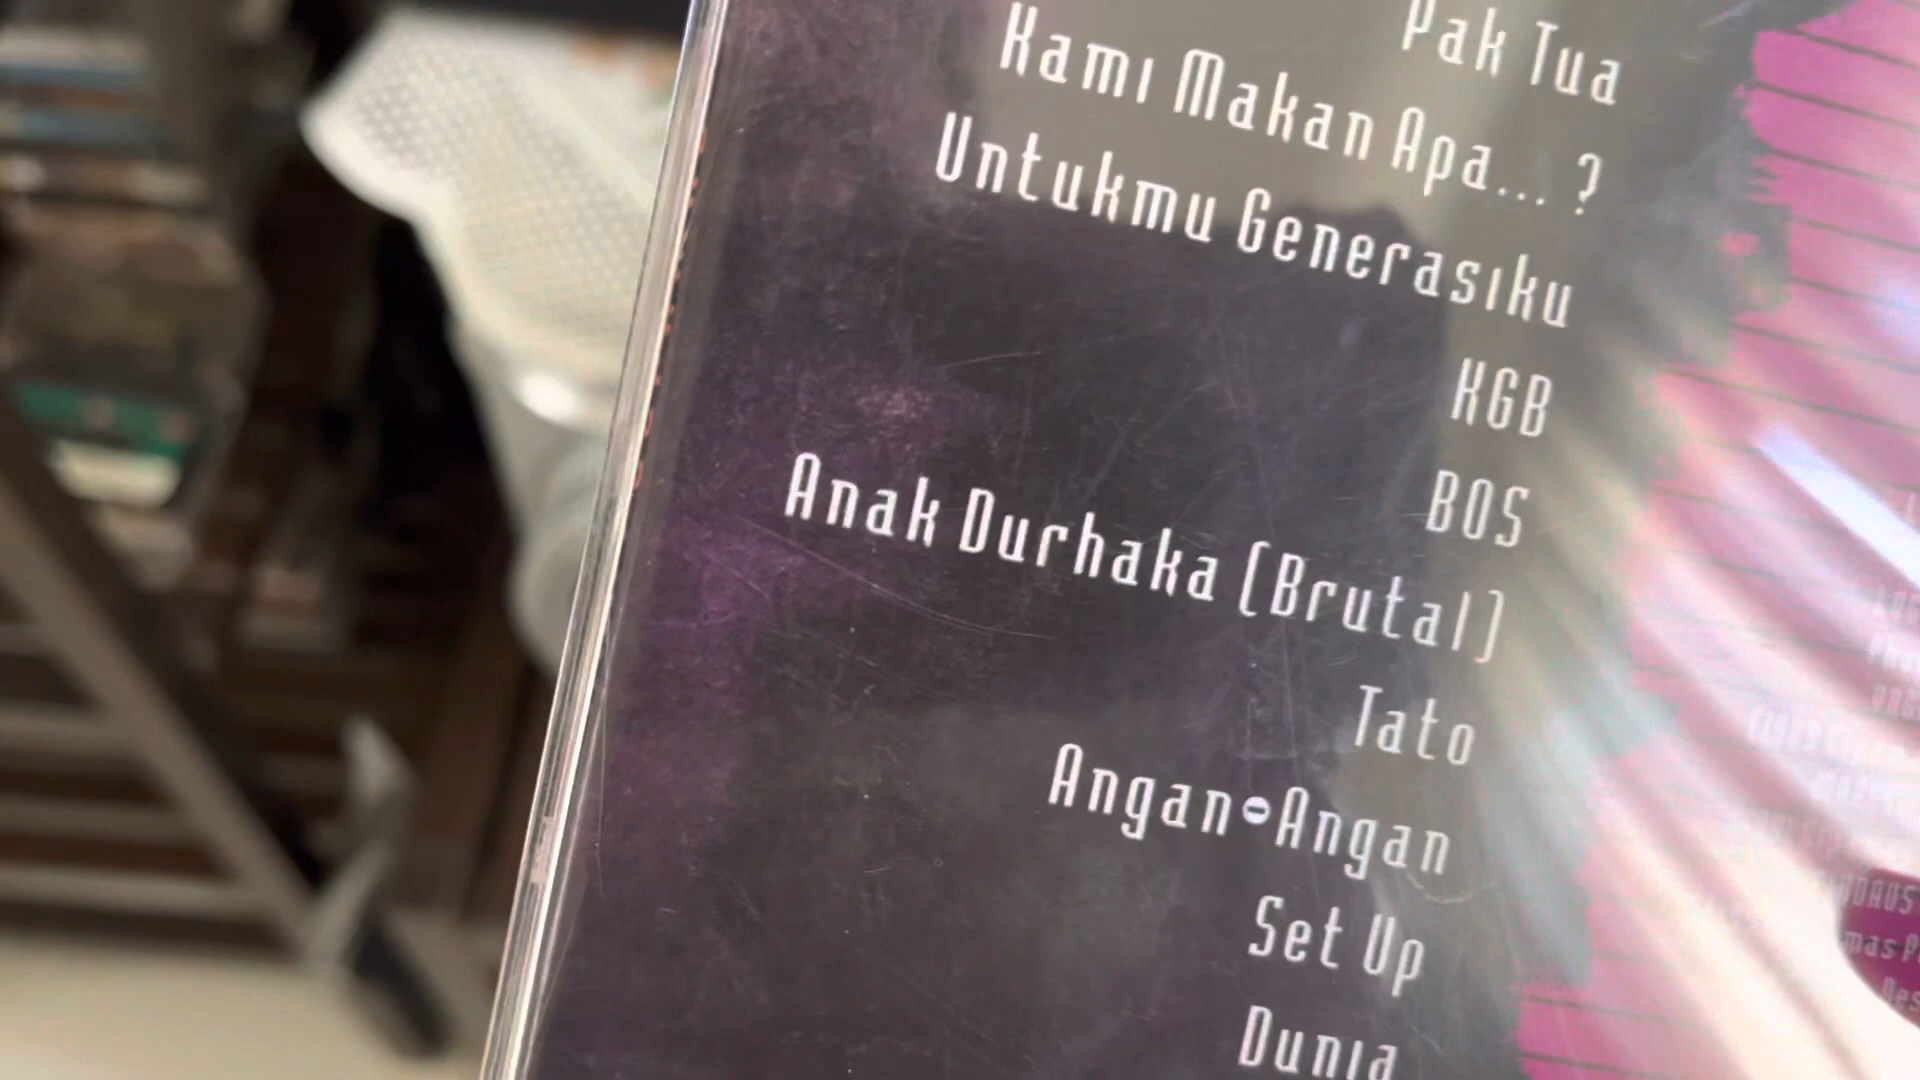 Pak Tua
Kami Makan Apa... ?
Untukmu Generasiku
KGB
BOS
Anak Durhaka (Brutal)
Tato
Angan-Angan
Set Up
Dunia